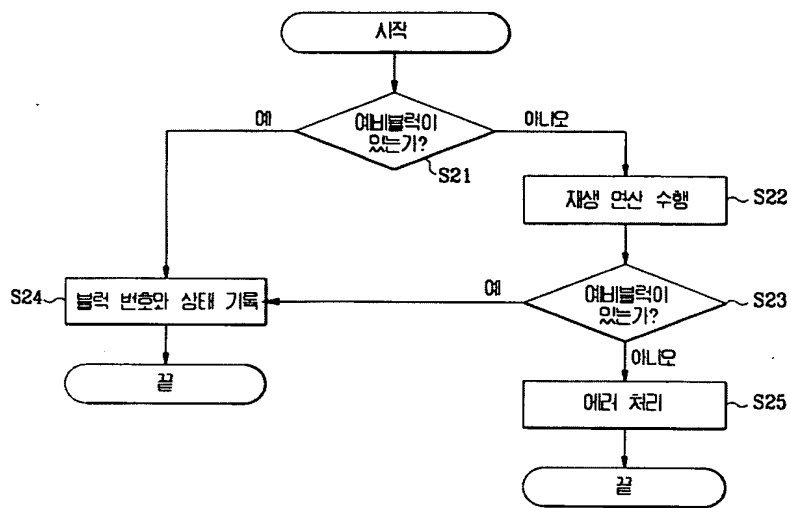 시작
예비블럭이
있는가?
예
아니오
S21
재생 연산 수행
S22
S24
블럭 번호와 상태 기록
예
예비블럭이
있는가?
S23
아니오
끝
에러 처리
S25
끝